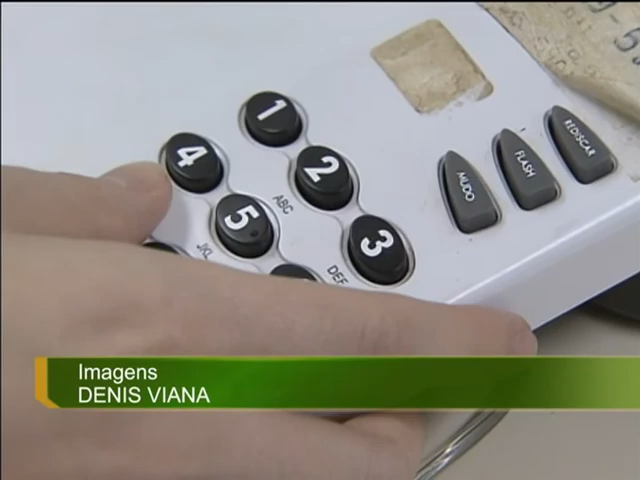 1
4
2
ABC
5
3
JKL
DEF
MUDO
FLASH
REDISCAR
Imagens
DENIS VIANA